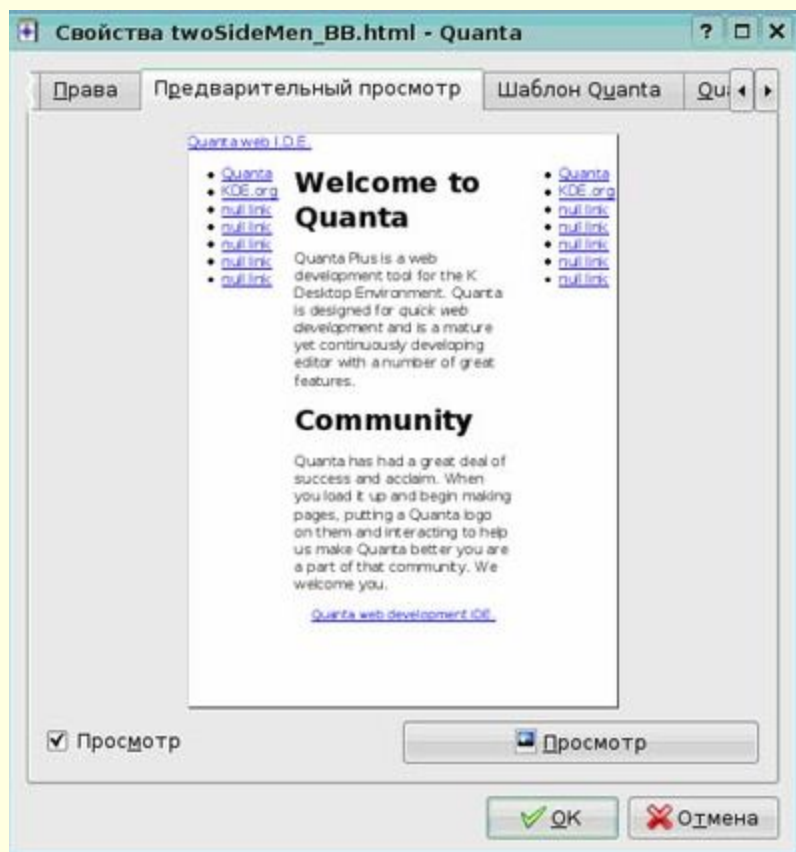 Свойства twoSideMen_BB.html - Quanta
Права
Предварительный просмотр
Шаблон Quanta
Quanta web I.D.E.
Quanta
KDE.org
null link
null link
null link
null link
null link
Welcome to
Quanta
Quanta Plus is a web
development tool for the K
Desktop Environment. Quanta
is designed for quick web
development and is a mature
yet continuously developing
editor with a number of great
features.
Community
Quanta has had a great deal of
success and acclaim. When
you load it up and begin making
pages, putting a Quanta logo
on them and interacting to help
us make Quanta better you are
a part of that community. We
welcome you.
Quanta web development IDE.
Quanta
KDE.org
null link
null link
null link
null link
null link
Просмотр
Просмотр
OK
Отмена